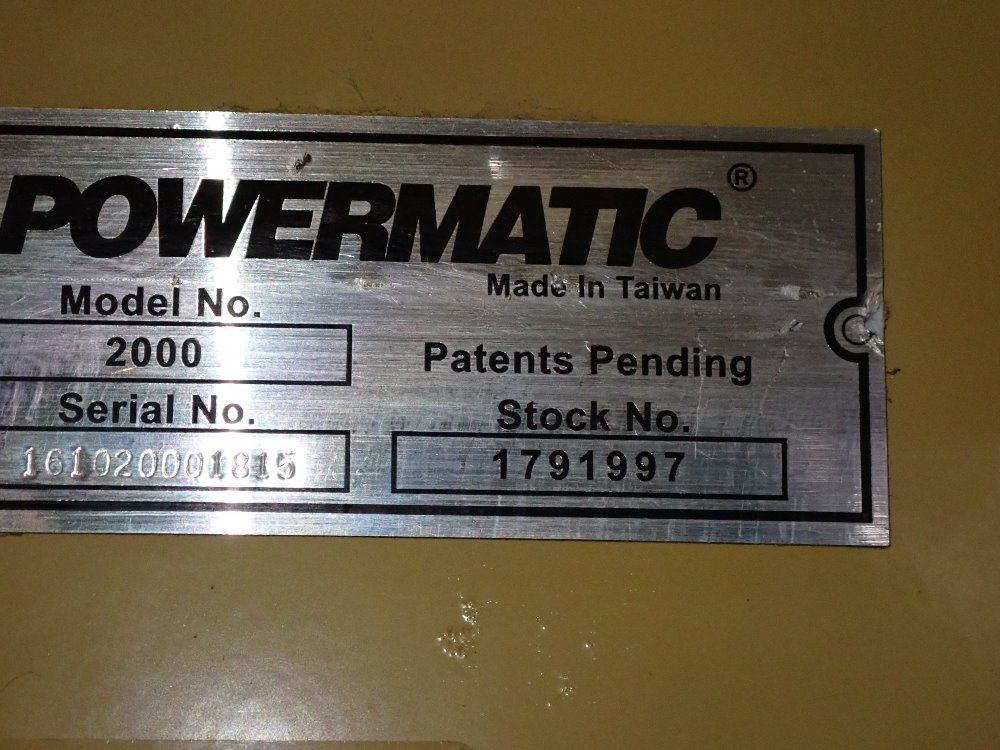 POWERMATIC®
Made In Taiwan
Model No.
2000
Patents Pending
Serial No.
Stock No.
161020001815
1791997